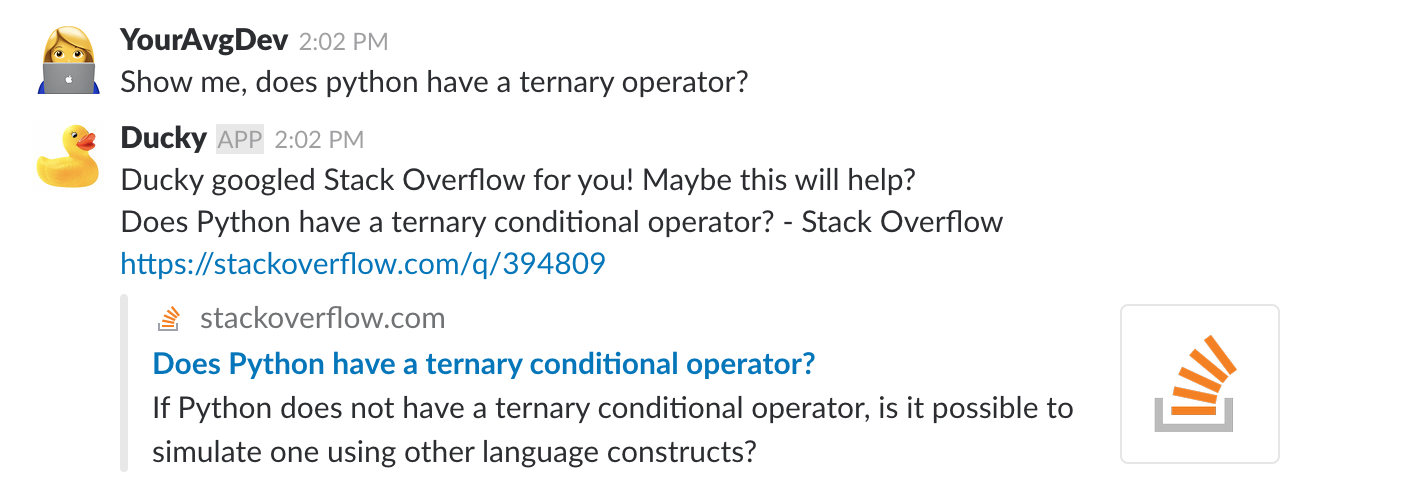 YourAvgDev 2:02 PM
Show me, does python have a ternary operator?
Ducky APP 2:02 PM
Ducky googled Stack Overflow for you! Maybe this will help?
Does Python have a ternary conditional operator? - Stack Overflow
https://stackoverflow.com/q/394809
stackoverflow.com
Does Python have a ternary conditional operator?
If Python does not have a ternary conditional operator, is it possible to
simulate one using other language constructs?